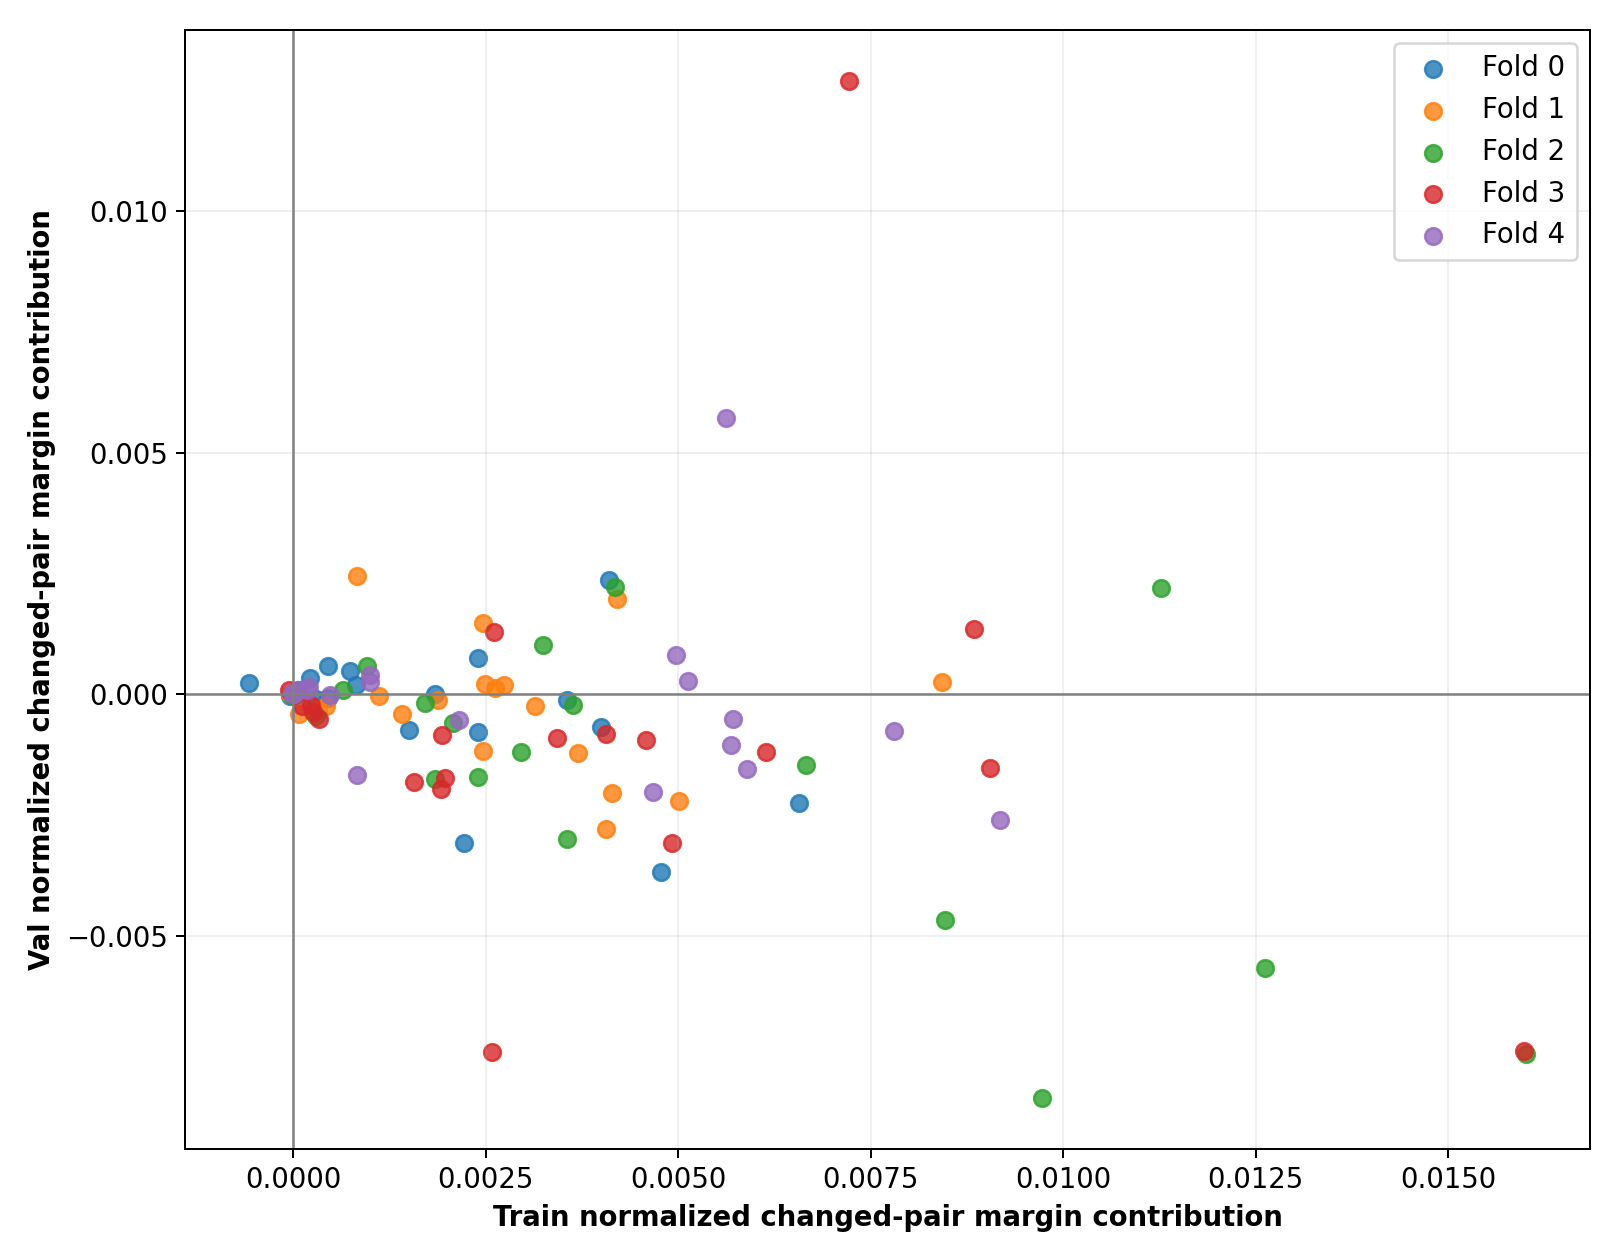 Fold 0
Fold 1
Fold 2
Fold 3
Fold 4
0.010
0.005
0.000
−0.005
Val normalized changed-pair margin contribution
0.0000 0.0025 0.0050 0.0075 0.0100 0.0125 0.0150
Train normalized changed-pair margin contribution